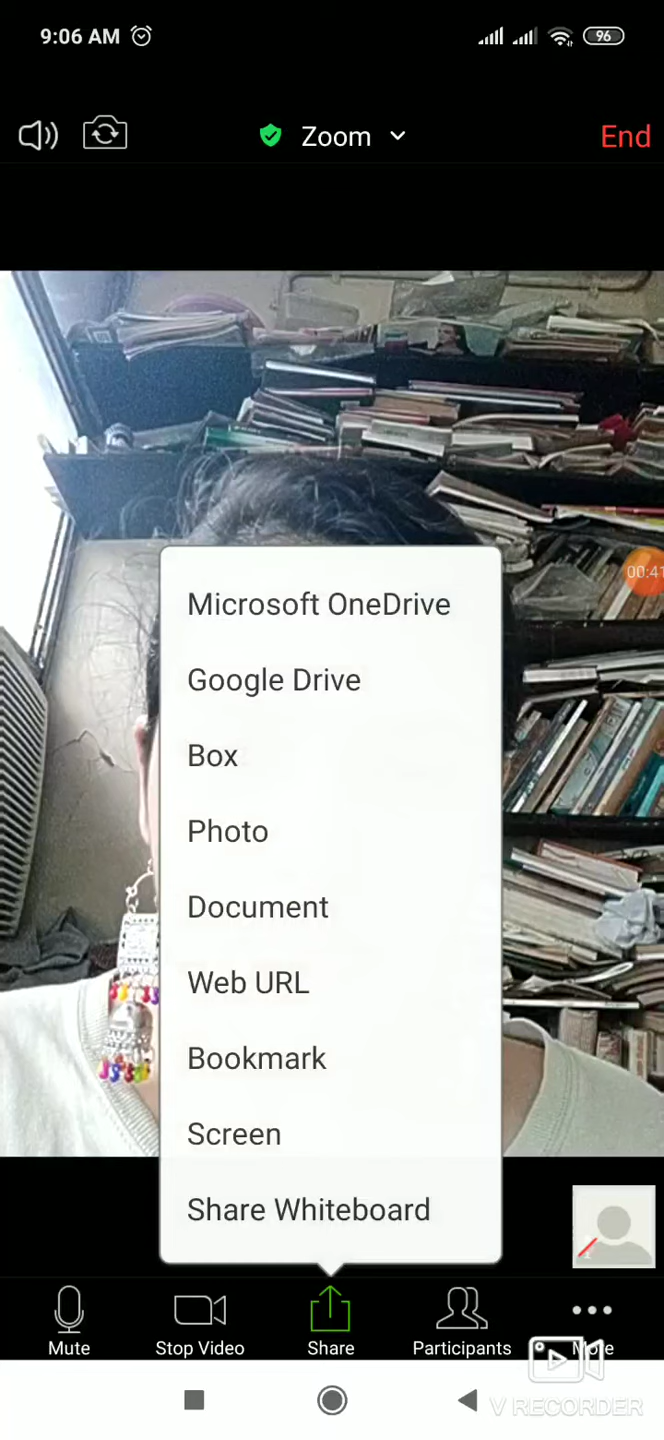 9:06 AM
96
Zoom
End
00:41
Microsoft OneDrive
Google Drive
Box
Photo
Document
Web URL
Bookmark
Screen
Share Whiteboard
Mute
Stop Video
Share
Participants
More
V RECORDER